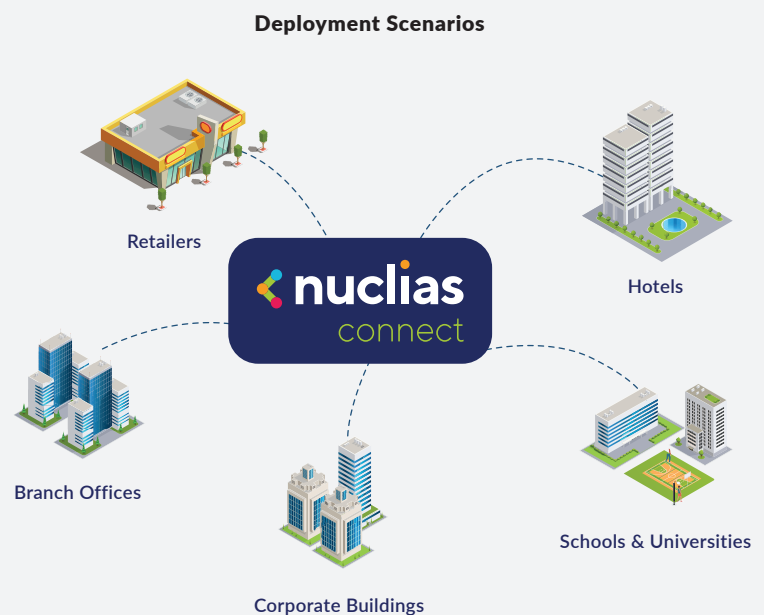 Deployment Scenarios
Retailers
Hotels
nuclias
connect
Branch Offices
Schools & Universities
Corporate Buildings